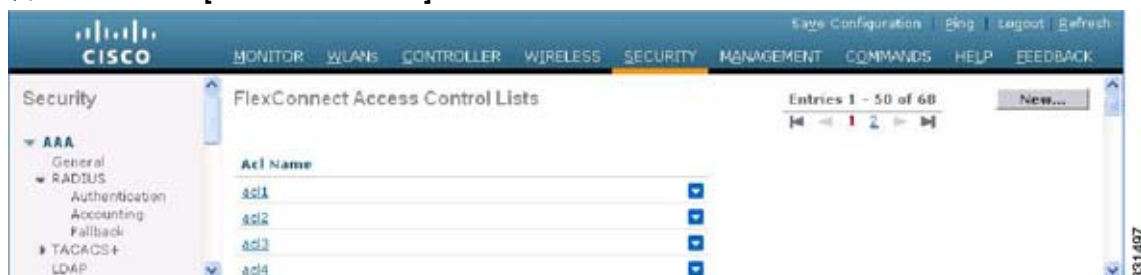 Save Configuration | Ping | Logout | Refresh
CISCO
MONITOR WLANs CONTROLLER WIRELESS SECURITY MANAGEMENT COMMANDS HELP FEEDBACK
Security
AAA
General
RADIUS
Authentication
Accounting
Fallback
TACACS+
LDAP
FlexConnect Access Control Lists
Entries 1 - 50 of 68
1 2
New...
Acl Name
acl1
acl2
acl3
acl4
31497